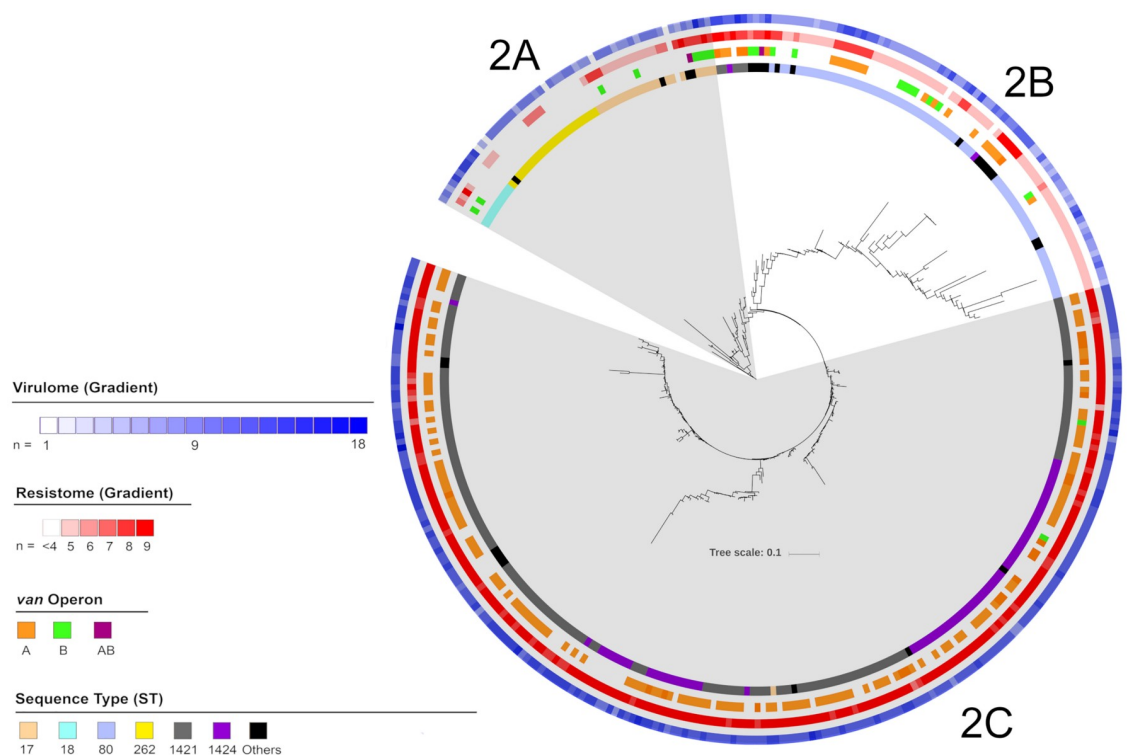 2A
2B
Virulome (Gradient)
n = 1 9 18
Resistome (Gradient)
n = <4 5 6 7 8 9
van Operon
A B AB
Sequence Type (ST)
17 18 80 262 1421 1424 Others
Tree scale: 0.1
2C